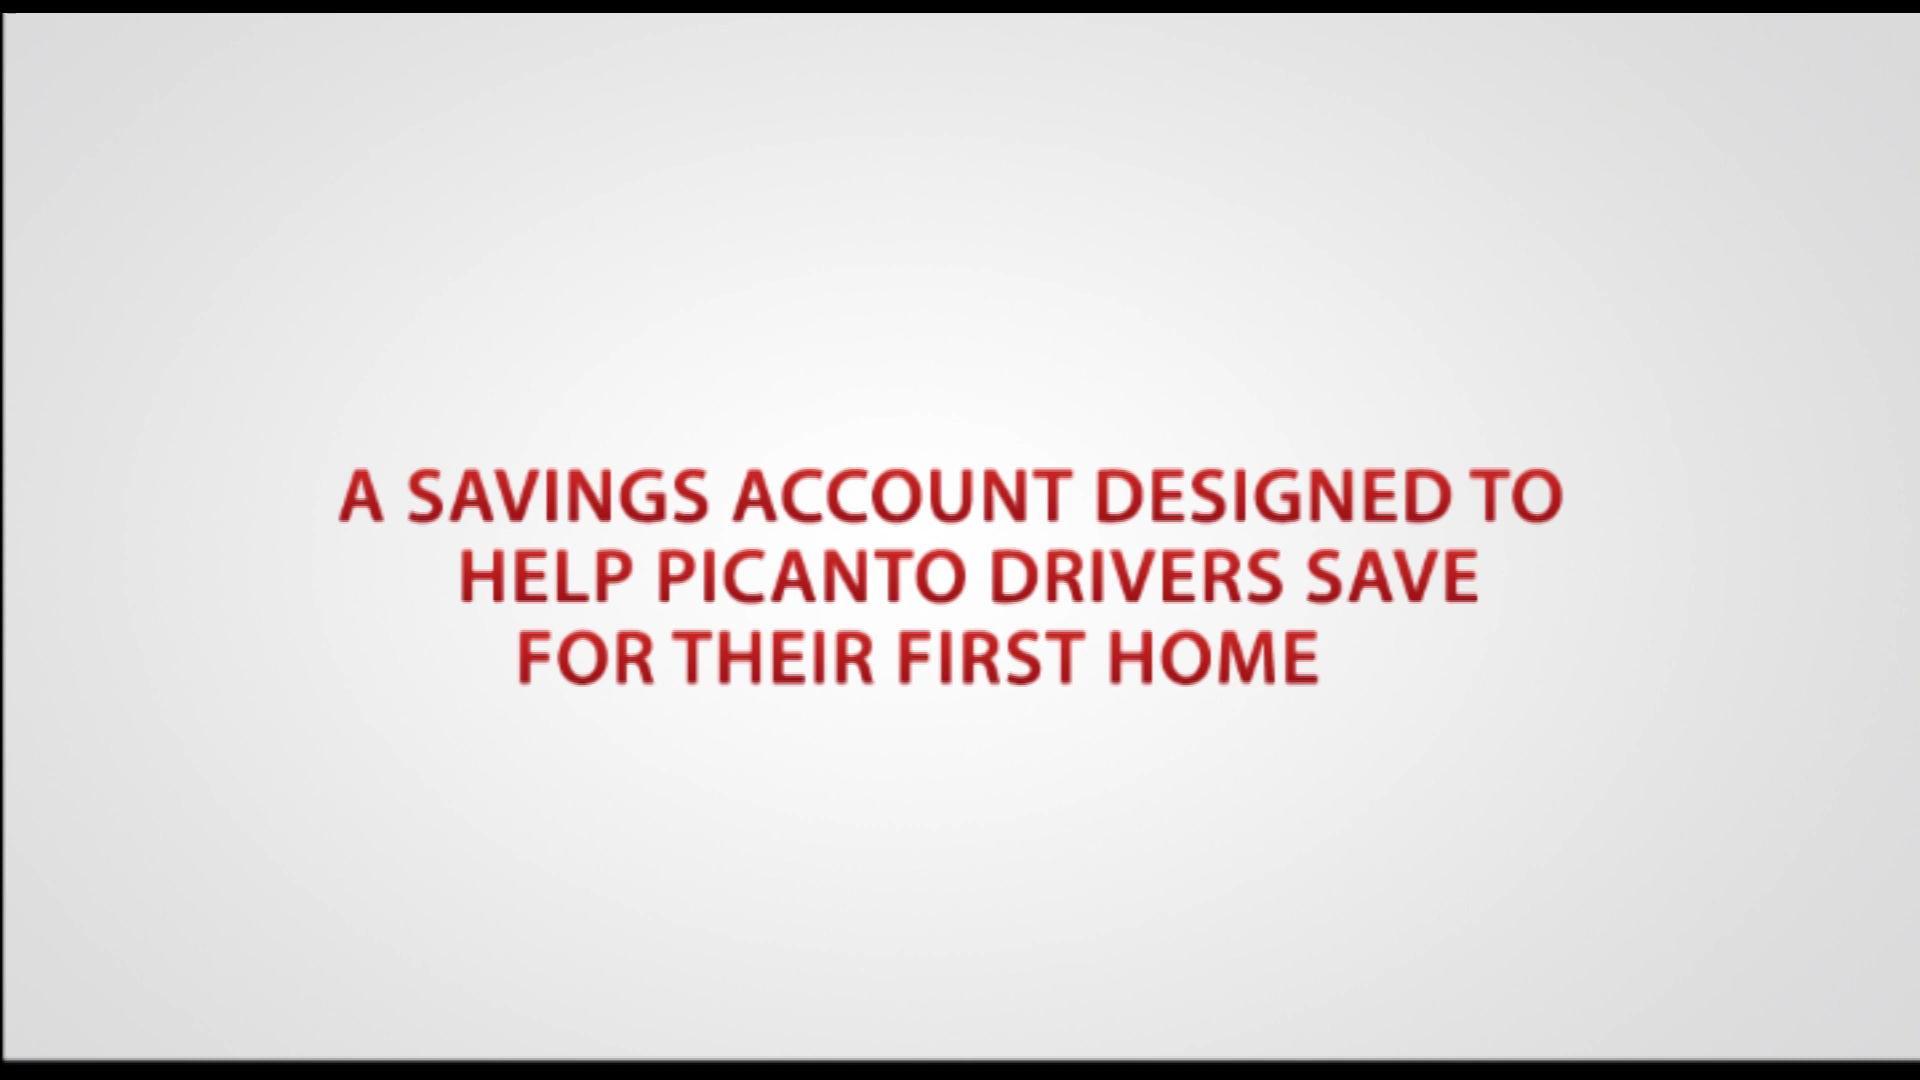 A SAVINGS ACCOUNT DESIGNED TO
HELP PICANTO DRIVERS SAVE
FOR THEIR FIRST HOME